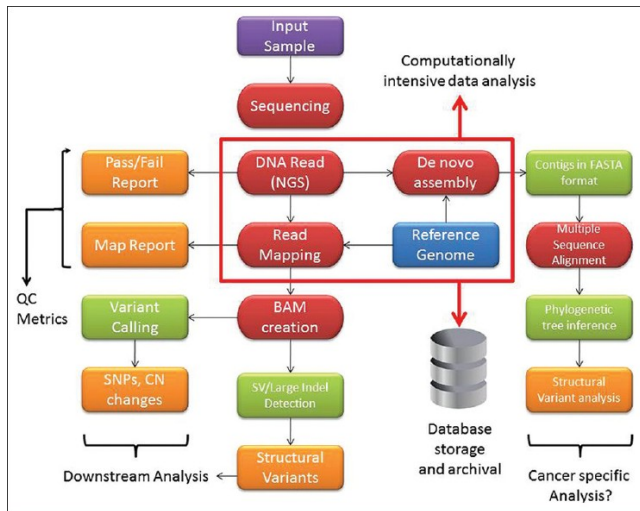 Input
Sample
Computationally
intensive data analysis
Sequencing
Pass/Fail
Report
DNA Read
(NGS)
De novo
assembly
Contigs in FASTA
format
Map Report
Read
Mapping
Reference
Genome
Multiple
Sequence
Alignment
QC
Metrics
Variant
Calling
BAM
creation
Phylogenetic
tree inference
SNPs, CN
changes
SV/Large Indel
Detection
Structural
Variant analysis
Database
storage
and archival
Downstream Analysis
Structural
Variants
Cancer specific
Analysis?